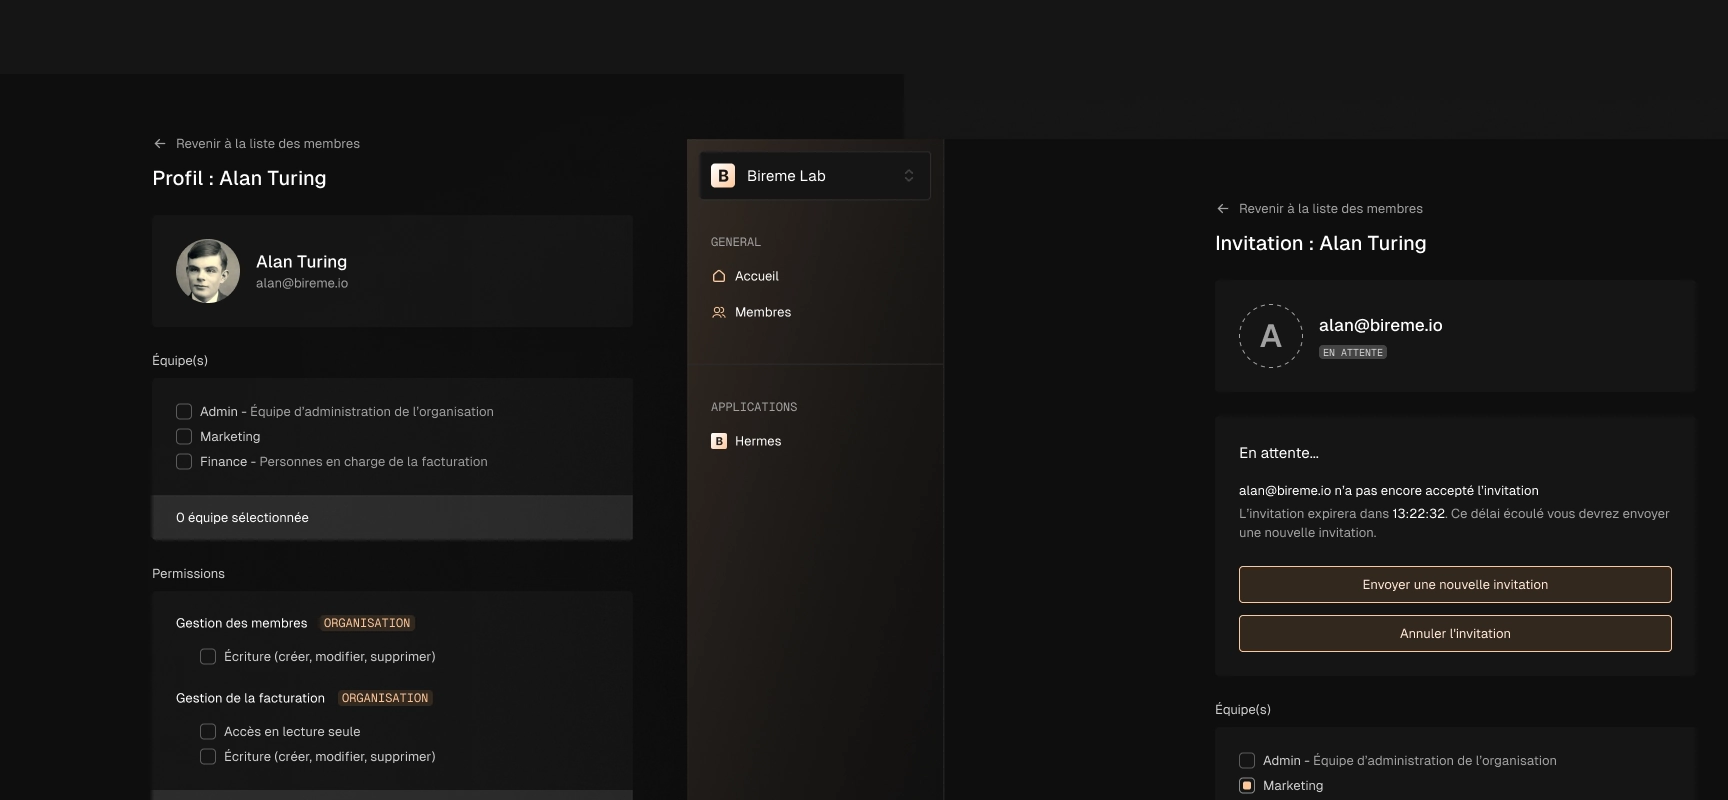 Revenir à la liste des membres
Profil : Alan Turing
Alan Turing
alan@bireme.io
Équipe(s)
Admin - Équipe d'administration de l'organisation
Marketing
Finance - Personnes en charge de la facturation
0 équipe sélectionnée
Permissions
Gestion des membres ORGANISATION
Écriture (créer, modifier, supprimer)
Gestion de la facturation ORGANISATION
Accès en lecture seule
Écriture (créer, modifier, supprimer)
B Bireme Lab
GENERAL
Accueil
Membres
APPLICATIONS
B Hermes
Revenir à la liste des membres
Invitation : Alan Turing
A
alan@bireme.io
EN ATTENTE
En attente...
alan@bireme.io n'a pas encore accepté l'invitation
L'invitation expirera dans 13:22:32. Ce délai écoulé vous devrez envoyer
une nouvelle invitation.
Envoyer une nouvelle invitation
Annuler l'invitation
Équipe(s)
Admin - Équipe d'administration de l'organisation
Marketing